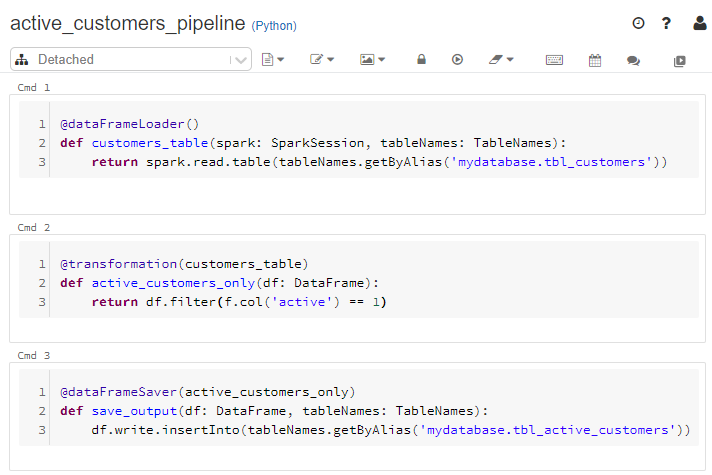 active_customers_pipeline (Python)
Detached
Cmd 1
1 @dataFrameLoader()
2 def customers_table(spark: SparkSession, tableNames: TableNames):
3     return spark.read.table(tableNames.getByAlias('mydatabase.tbl_customers'))
Cmd 2
1 @transformation(customers_table)
2 def active_customers_only(df: DataFrame):
3     return df.filter(f.col('active') == 1)
Cmd 3
1 @dataFrameSaver(active_customers_only)
2 def save_output(df: DataFrame, tableNames: TableNames):
3     df.write.insertInto(tableNames.getByAlias('mydatabase.tbl_active_customers'))